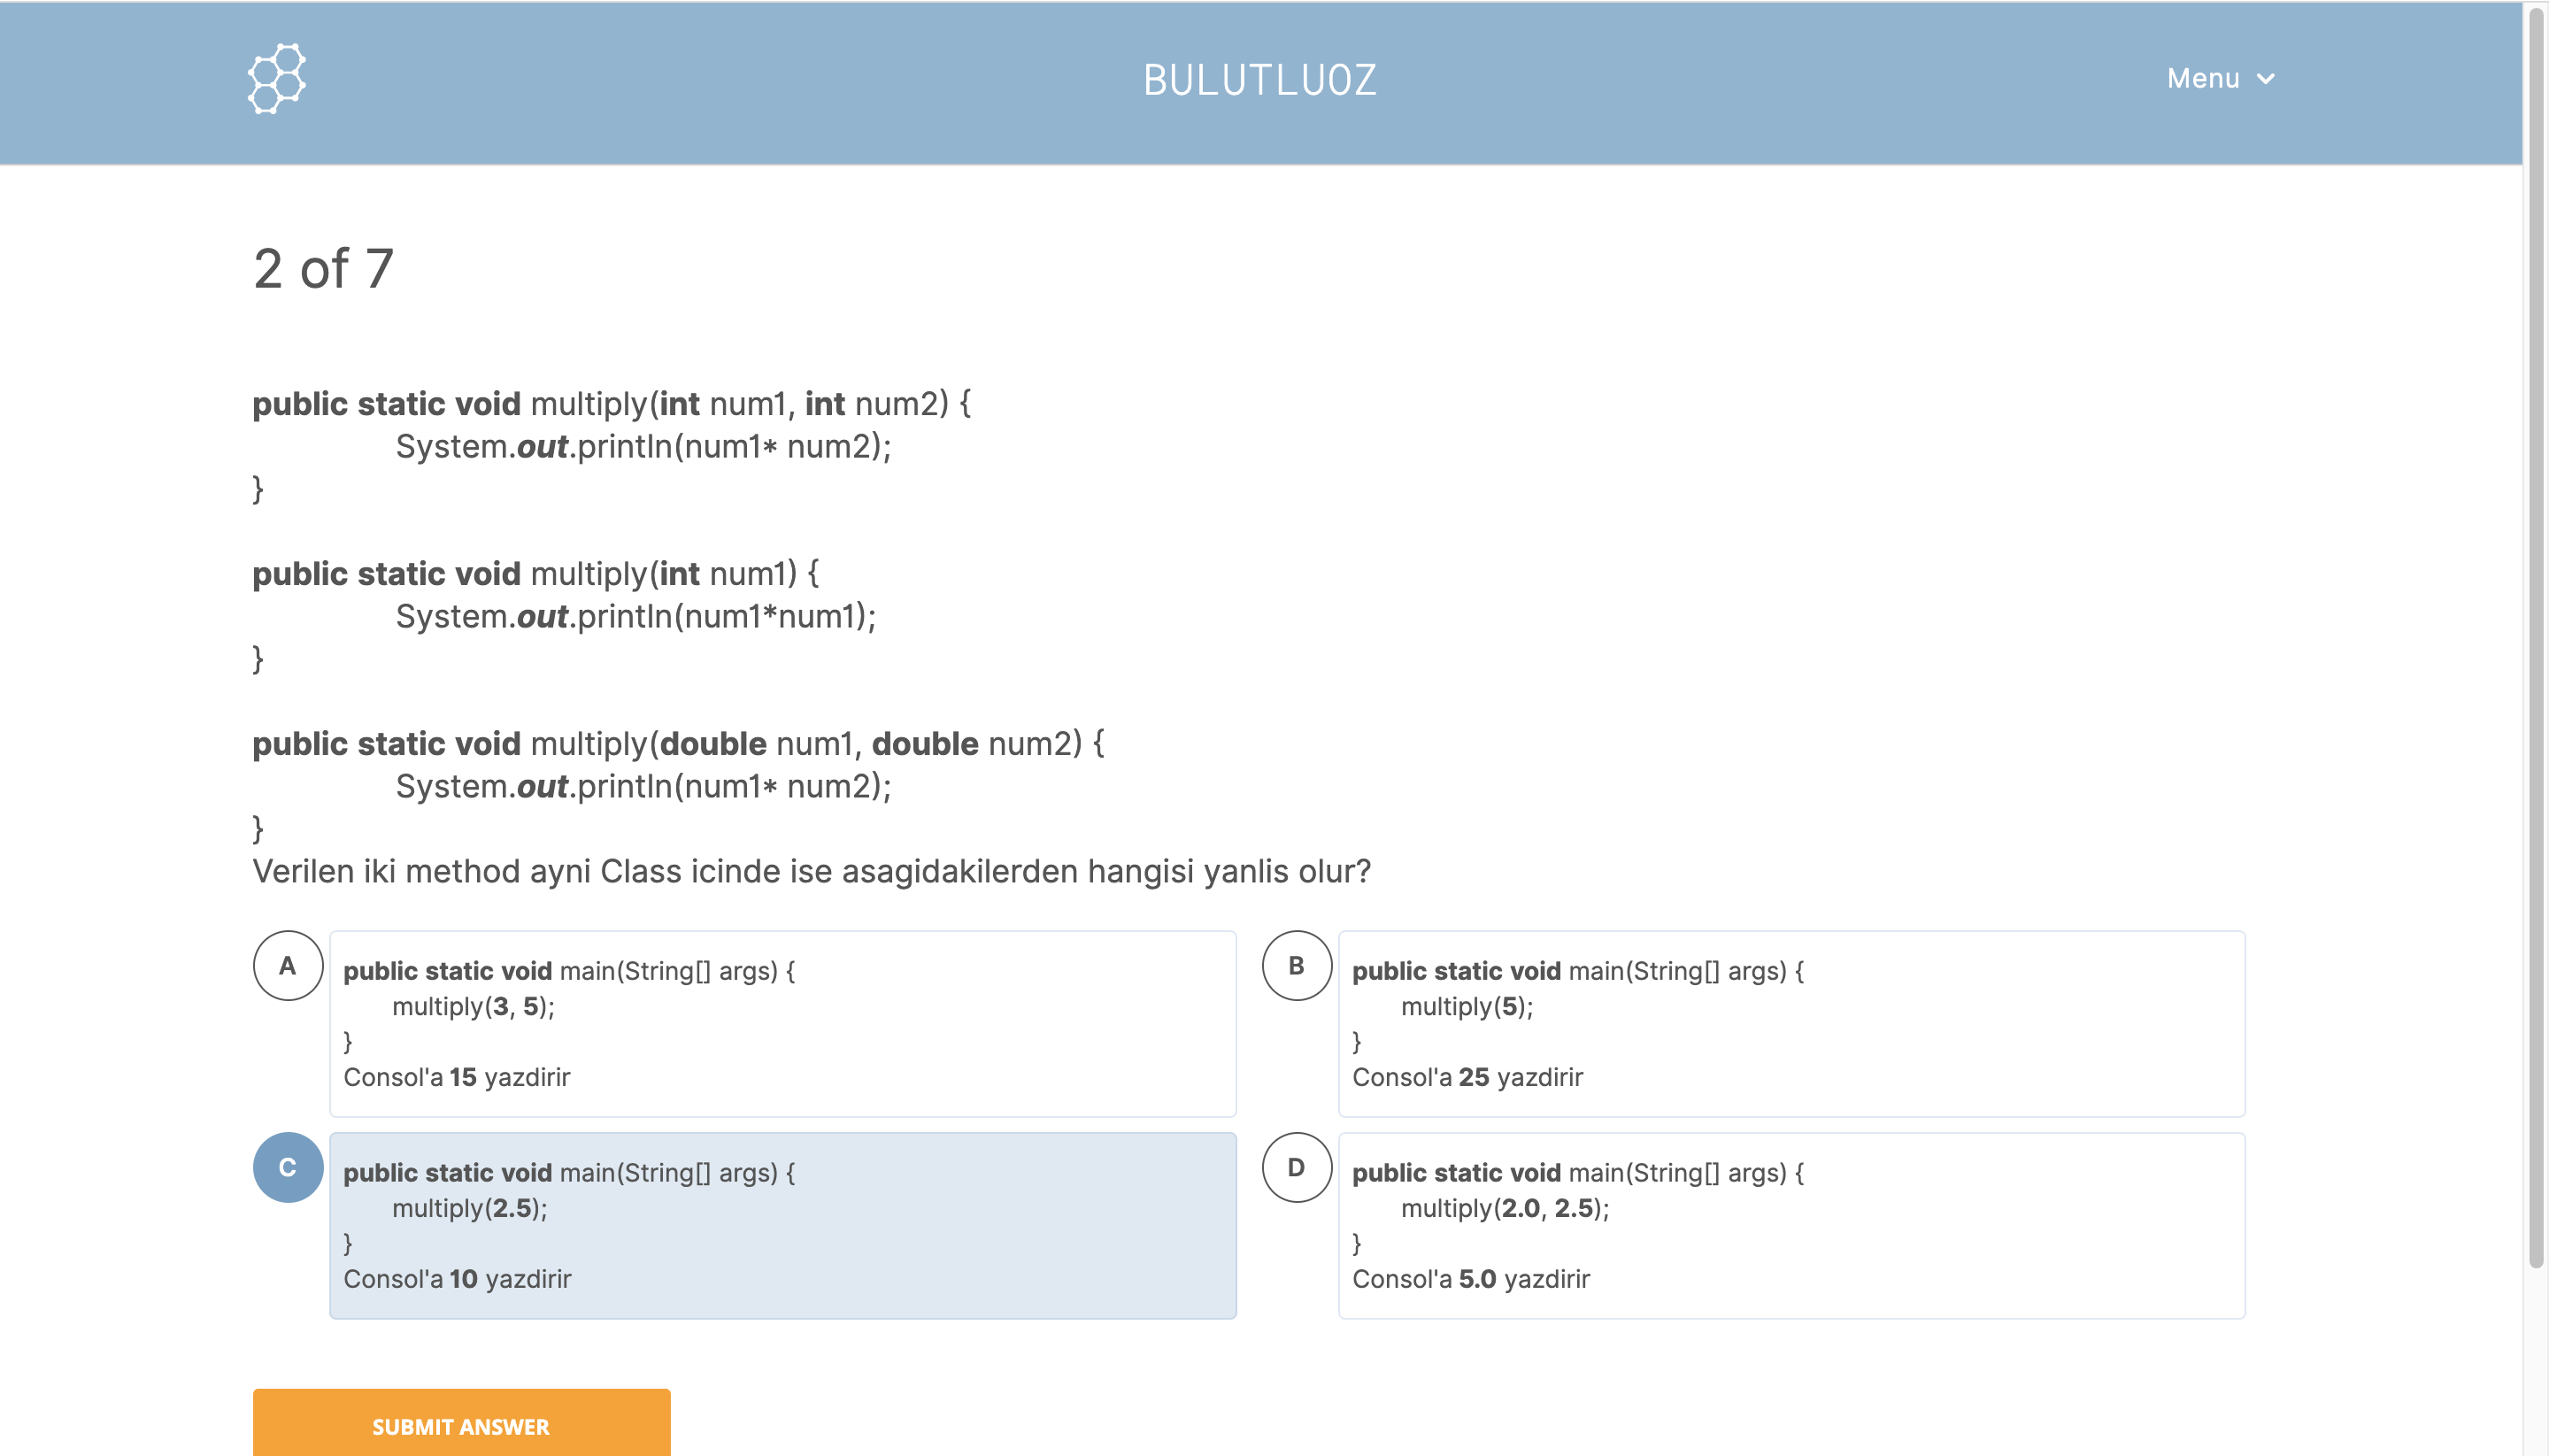 BULUTLUOZ
Menu
2 of 7
public static void multiply(int num1, int num2) {
System.out.println(num1* num2);
}
public static void multiply(int num1) {
System.out.println(num1*num1);
}
public static void multiply(double num1, double num2) {
System.out.println(num1* num2);
}
Verilen iki method ayni Class icinde ise asagidakilerden hangisi yanlis olur?
A
public static void main(String[] args) {
multiply(3, 5);
}
Consol'a 15 yazdirir
B
public static void main(String[] args) {
multiply(5);
}
Consol'a 25 yazdirir
C
public static void main(String[] args) {
multiply(2.5);
}
Consol'a 10 yazdirir
D
public static void main(String[] args) {
multiply(2.0, 2.5);
}
Consol'a 5.0 yazdirir
SUBMIT ANSWER